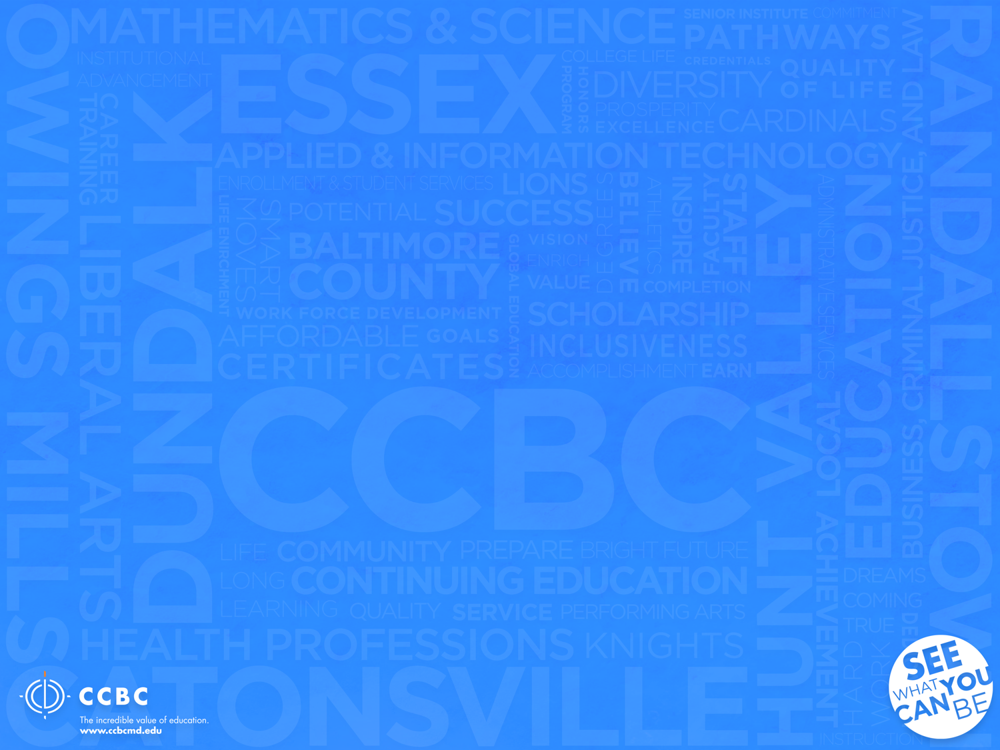 OWINGS MILLS
MATHEMATICS & SCIENCE
SENIOR INSTITUTE
COMMITMENT
PATHWAYS
INSTITUTIONAL
ADVANCEMENT
ESSEX
COLLEGE LIFE
CREDENTIALS
HONORS
PROGRAM
DIVERSITY
QUALITY
OF LIFE
PROSPERITY
EXCELLENCE
CARDINALS
RANDALLSTOWN
CAREER
TRAINING
LIBERAL ARTS
DUNDALK
APPLIED & INFORMATION TECHNOLOGY
BUSINESS, CRIMINAL JUSTICE, AND LAW
ENROLLMENT & STUDENT SERVICES
LIONS
LIFE ENRICHMENT
SMART
MOVES
POTENTIAL
SUCCESS
DEGREES
BELIEVE
ATHLETICS
INSPIRE
FACULTY
STAFF
HUNT VALLEY
ADMINISTRATIVE SERVICES
EDUCATION
BALTIMORE
COUNTY
GLOBAL EDUCATION
VISION
ENRICH
VALUE
COMPLETION
WORK FORCE DEVELOPMENT
SCHOLARSHIP
AFFORDABLE
GOALS
INCLUSIVENESS
CERTIFICATES
ACCOMPLISHMENT
EARN
CCBC
LOCAL
ACHIEVEMENT
LIFE
COMMUNITY
PREPARE
BRIGHT FUTURE
LONG
CONTINUING EDUCATION
DREAMS
COMING
TRUE
LEARNING
QUALITY
SERVICE
PERFORMING ARTS
HEALTH PROFESSIONS
KNIGHTS
HARD
WORK
CATONSVILLE
INSTRUCTION
CCBC
The incredible value of education.
www.ccbcmd.edu
SEE
WHAT YOU
CAN BE